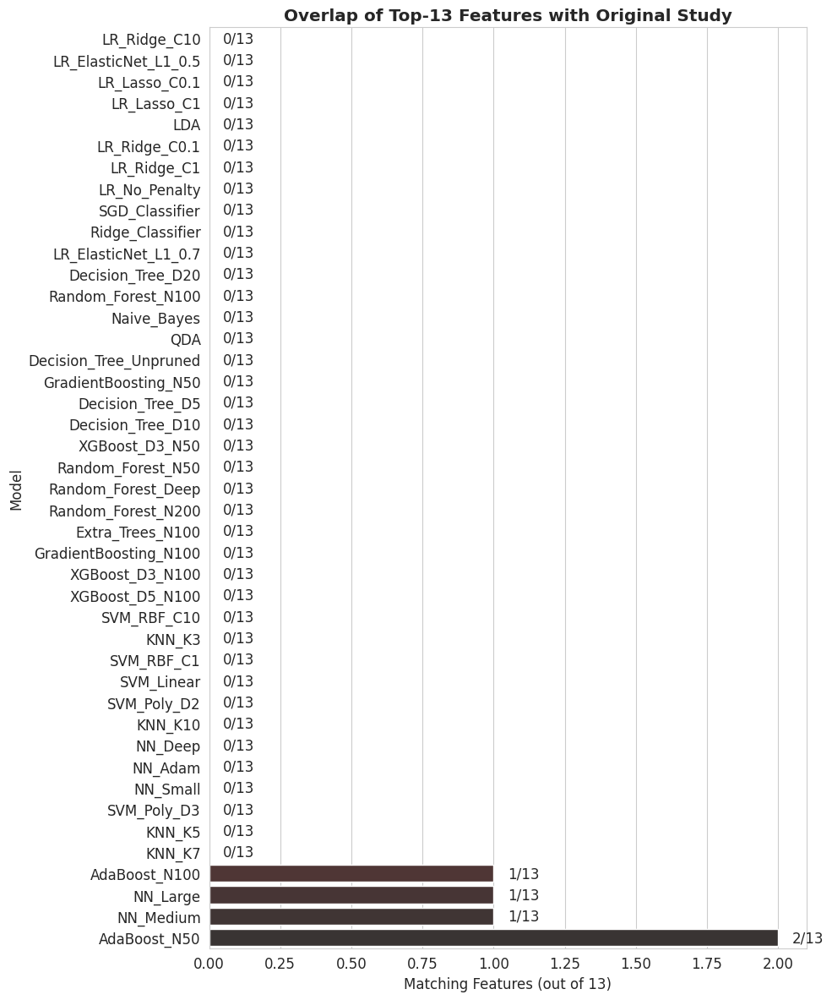 Overlap of Top-13 Features with Original Study
LR_Ridge_C10 0/13
LR_ElasticNet_L1_0.5 0/13
LR_Lasso_C0.1 0/13
LR_Lasso_C1 0/13
LDA 0/13
LR_Ridge_C0.1 0/13
LR_Ridge_C1 0/13
LR_No_Penalty 0/13
SGD_Classifier 0/13
Ridge_Classifier 0/13
LR_ElasticNet_L1_0.7 0/13
Decision_Tree_D20 0/13
Random_Forest_N100 0/13
Naive_Bayes 0/13
QDA 0/13
Decision_Tree_Unpruned 0/13
GradientBoosting_N50 0/13
Decision_Tree_D5 0/13
Decision_Tree_D10 0/13
XGBoost_D3_N50 0/13
Random_Forest_N50 0/13
Random_Forest_Deep 0/13
Random_Forest_N200 0/13
Extra_Trees_N100 0/13
GradientBoosting_N100 0/13
XGBoost_D3_N100 0/13
XGBoost_D5_N100 0/13
SVM_RBF_C10 0/13
KNN_K3 0/13
SVM_RBF_C1 0/13
SVM_Linear 0/13
SVM_Poly_D2 0/13
KNN_K10 0/13
NN_Deep 0/13
NN_Adam 0/13
NN_Small 0/13
SVM_Poly_D3 0/13
KNN_K5 0/13
KNN_K7 0/13
AdaBoost_N100 1/13
NN_Large 1/13
NN_Medium 1/13
AdaBoost_N50 2/13
Model
0.00 0.25 0.50 0.75 1.00 1.25 1.50 1.75 2.00
Matching Features (out of 13)